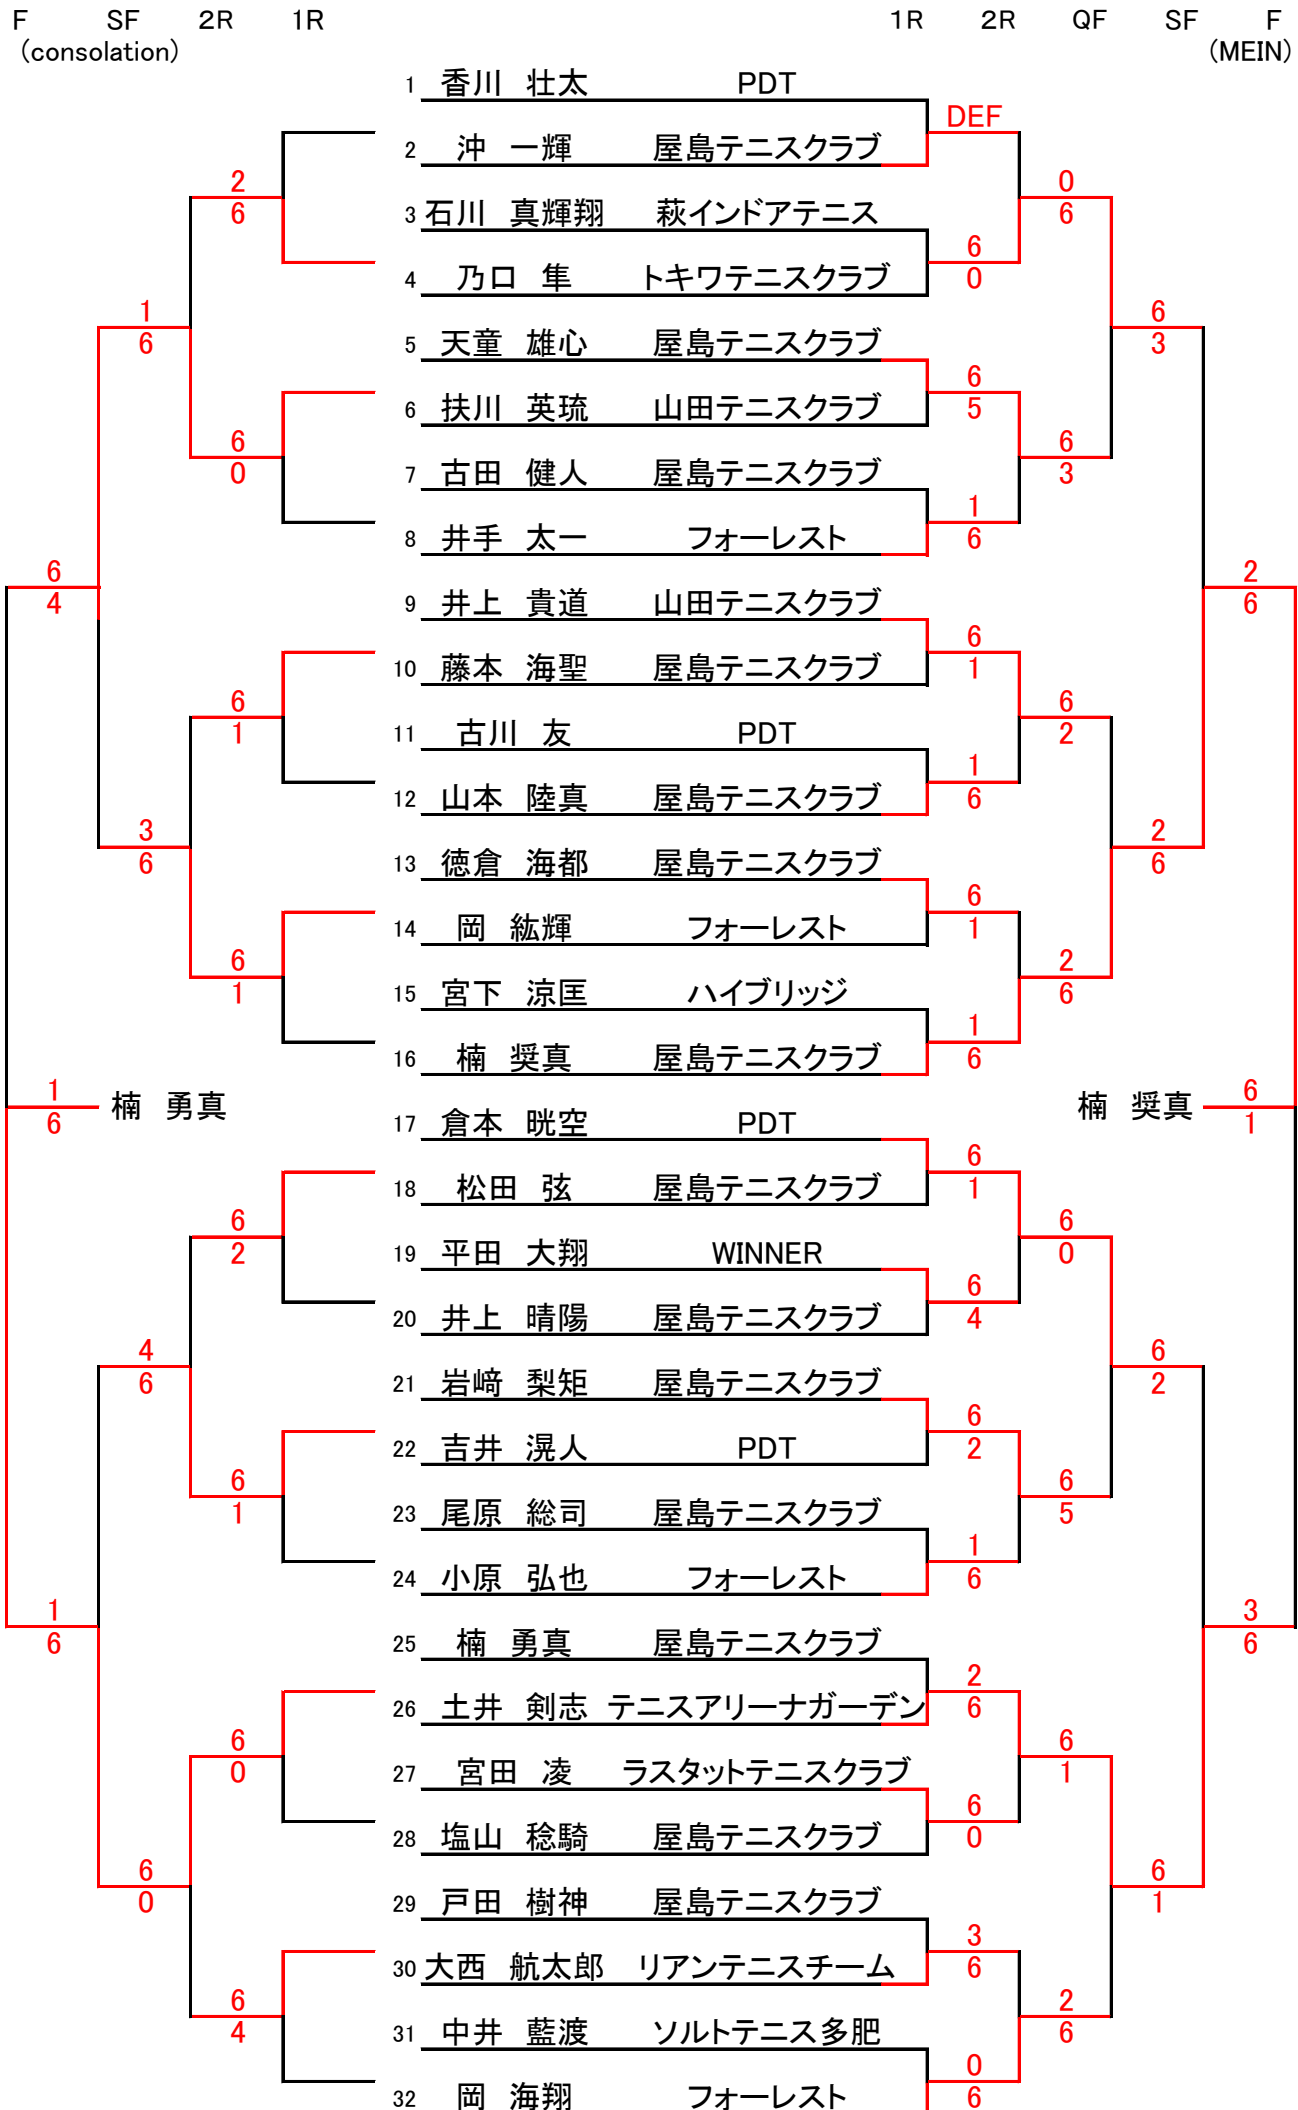 F SF 2R 1R 1R 2R QF SF F
(consolation) (MEIN)
1 香川 壮太 PDT
DEF
2 沖 一輝 屋島テニスクラブ
2 0
6 3 石川 真輝翔 萩インドアテニス 6
6
4 乃口 隼 トキワテニスクラブ 0
1 6
6 5 天童 雄心 屋島テニスクラブ 3
6
6 扶川 英琉 山田テニスクラブ 5
6 6
0 7 古田 健人 屋島テニスクラブ 3
1
8 井手 太一 フォーレスト 6
6 2
4 9 井上 貴道 山田テニスクラブ 6
6
10 藤本 海聖 屋島テニスクラブ 1
6 6
1 11 古川 友 PDT 2
1
12 山本 陸真 屋島テニスクラブ 6
3 2
6 13 徳倉 海都 屋島テニスクラブ 6
6
14 岡 紘輝 フォーレスト 1
6 2
1 15 宮下 涼匡 ハイブリッジ 6
1
16 楠 奨真 屋島テニスクラブ 6
1 楠 勇真 楠 奨真 6
6 17 倉本 晄空 PDT 1
6
18 松田 弦 屋島テニスクラブ 1
6 6
2 19 平田 大翔 WINNER 0
6
20 井上 晴陽 屋島テニスクラブ 4
4 6
6 21 岩﨑 梨矩 屋島テニスクラブ 2
6
22 吉井 滉人 PDT 2
6 6
1 23 尾原 総司 屋島テニスクラブ 5
1
24 小原 弘也 フォーレスト 6
1 3
6 25 楠 勇真 屋島テニスクラブ 6
2
26 土井 剣志 テニスアリーナガーデン 6
6 6
0 27 宮田 凌 ラスタットテニスクラブ 1
6
28 塩山 稔騎 屋島テニスクラブ 0
6 6
0 29 戸田 樹神 屋島テニスクラブ 1
3
30 大西 航太郎 リアンテニスチーム 6
6 2
4 31 中井 藍渡 ソルトテニス多肥 6
0
32 岡 海翔 フォーレスト 6